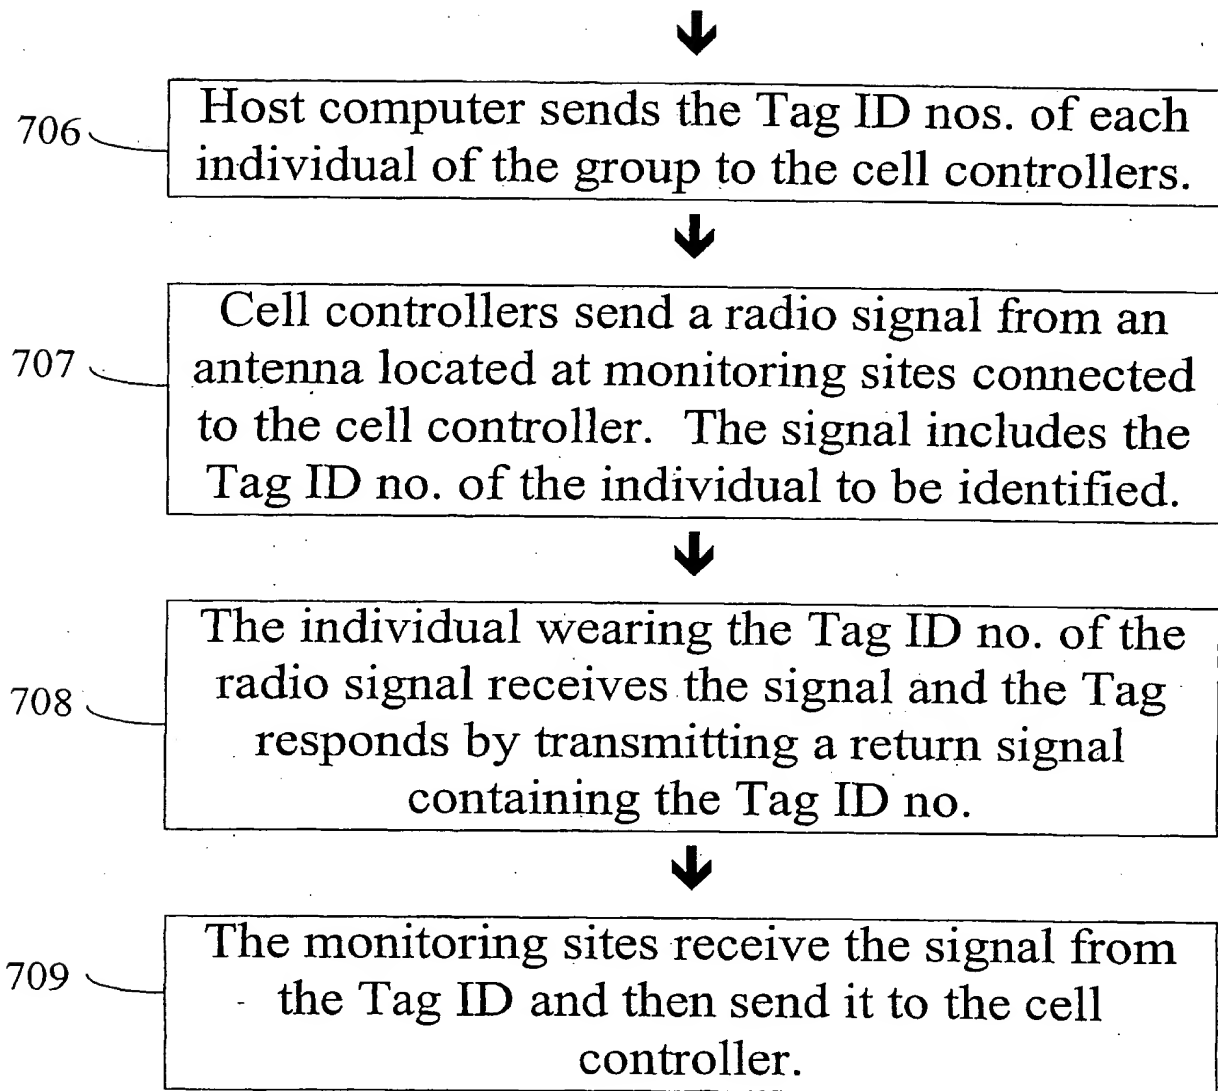 706
Host computer sends the Tag ID nos. of each
individual of the group to the cell controllers.
707
Cell controllers send a radio signal from an
antenna located at monitoring sites connected
to the cell controller. The signal includes the
Tag ID no. of the individual to be identified.
708
The individual wearing the Tag ID no. of the
radio signal receives the signal and the Tag
responds by transmitting a return signal
containing the Tag ID no.
709
The monitoring sites receive the signal from
the Tag ID and then send it to the cell
controller.